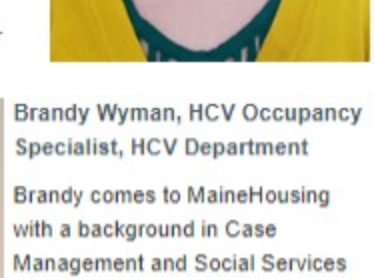 Brandy Wyman, HCV Occupancy
Specialist, HCV Department
Brandy comes to MaineHousing
with a background in Case
Management and Social Services